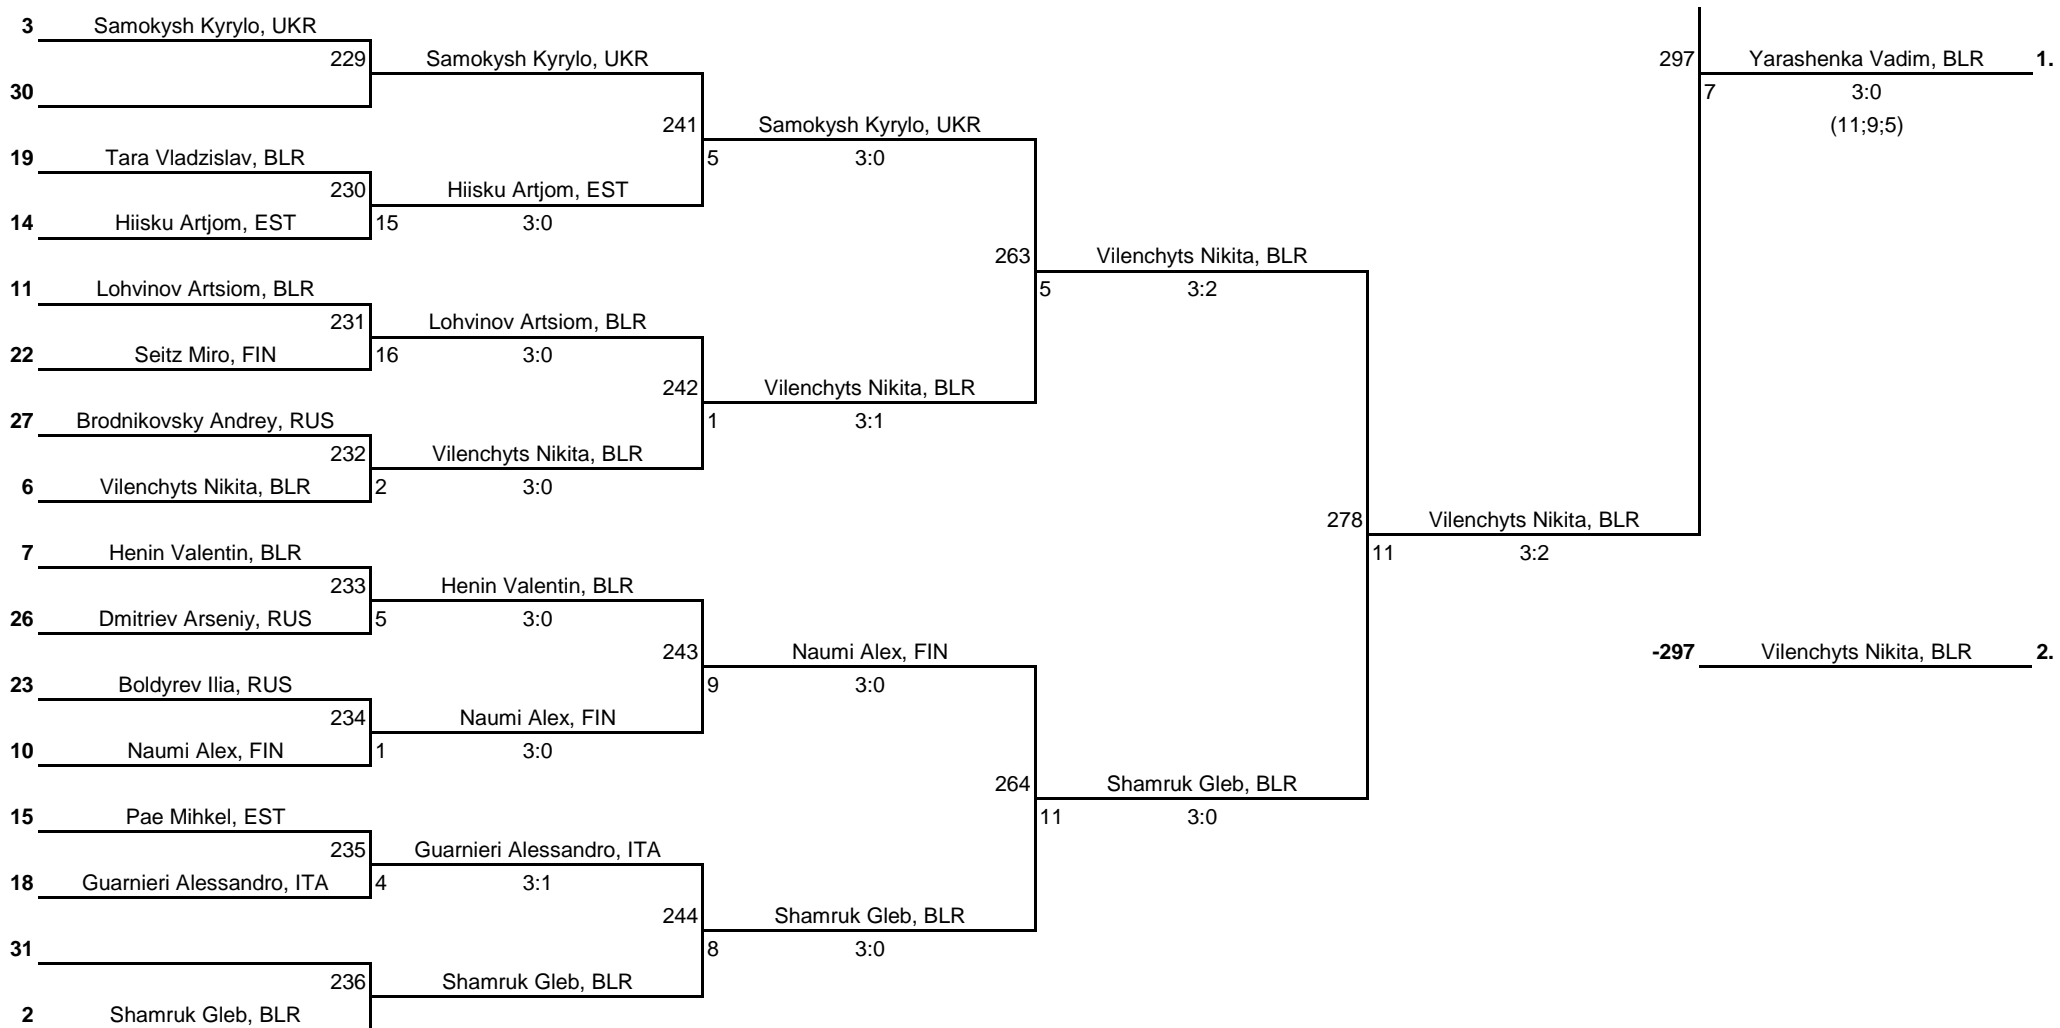 3 Samokysh Kyrylo, UKR
229 Samokysh Kyrylo, UKR 297 Yarashenka Vadim, BLR 1.
30 7 3:0
241 Samokysh Kyrylo, UKR (11;9;5)
19 Tara Vladzislav, BLR 5 3:0
230 Hiisku Artjom, EST
14 Hiisku Artjom, EST 15 3:0
263 Vilenchyts Nikita, BLR
11 Lohvinov Artsiom, BLR 5 3:2
231 Lohvinov Artsiom, BLR
22 Seitz Miro, FIN 16 3:0
242 Vilenchyts Nikita, BLR
27 Brodnikovsky Andrey, RUS 1 3:1
232 Vilenchyts Nikita, BLR
6 Vilenchyts Nikita, BLR 2 3:0
278 Vilenchyts Nikita, BLR
7 Henin Valentin, BLR 11 3:2
233 Henin Valentin, BLR
26 Dmitriev Arseniy, RUS 5 3:0
243 Naumi Alex, FIN -297 Vilenchyts Nikita, BLR 2.
23 Boldyrev Ilia, RUS 9 3:0
234 Naumi Alex, FIN
10 Naumi Alex, FIN 1 3:0
264 Shamruk Gleb, BLR
15 Pae Mihkel, EST 11 3:0
235 Guarnieri Alessandro, ITA
18 Guarnieri Alessandro, ITA 4 3:1
244 Shamruk Gleb, BLR
31 8 3:0
236 Shamruk Gleb, BLR
2 Shamruk Gleb, BLR